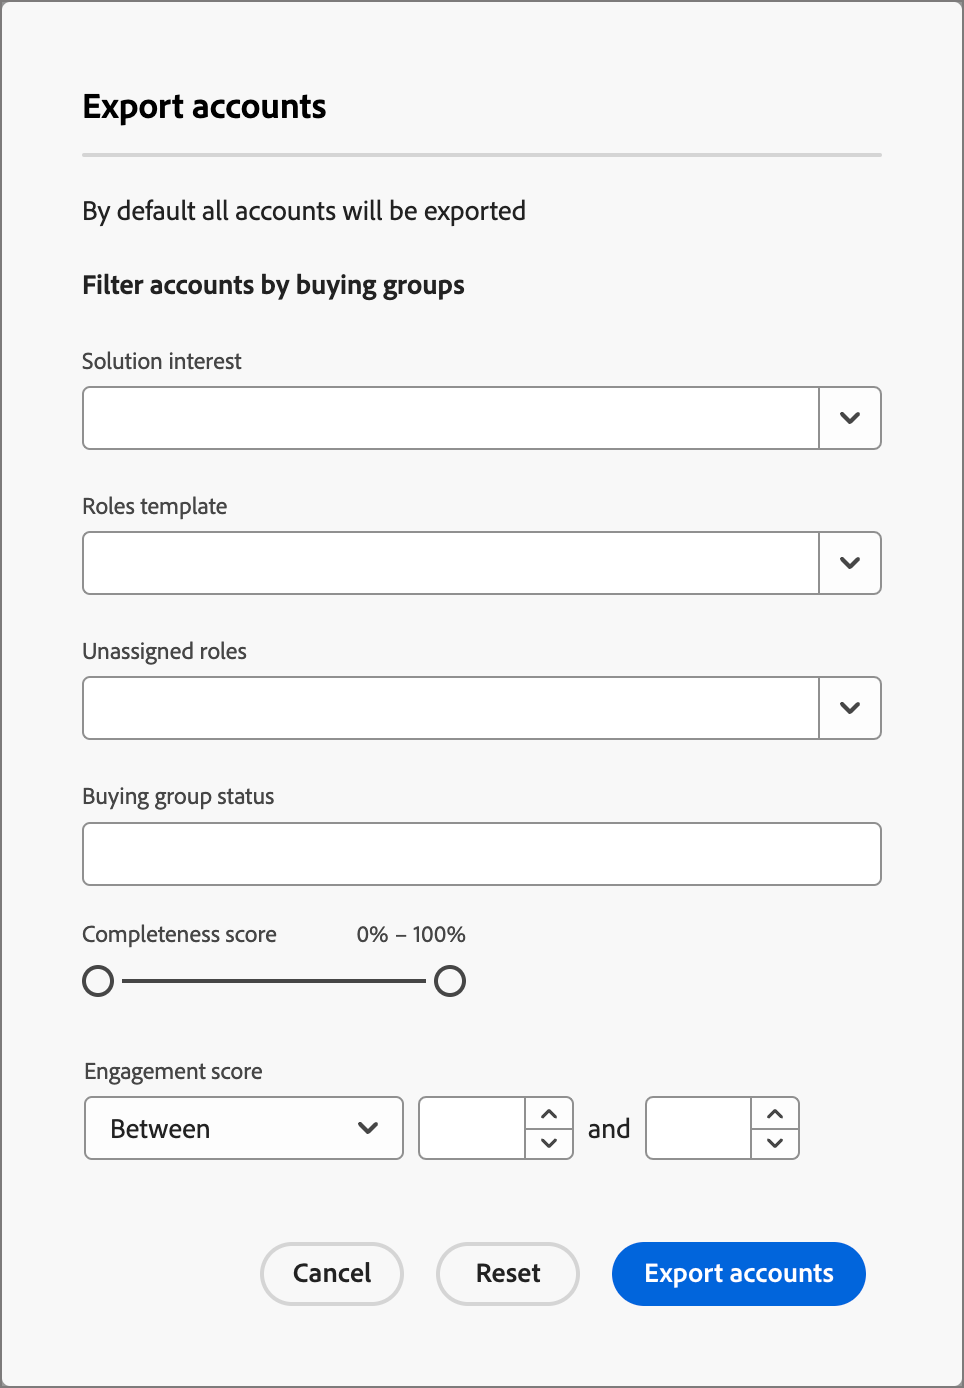 Export accounts
By default all accounts will be exported
Filter accounts by buying groups
Solution interest
Roles template
Unassigned roles
Buying group status
Completeness score 0% – 100%
Engagement score
Between and
Cancel Reset Export accounts